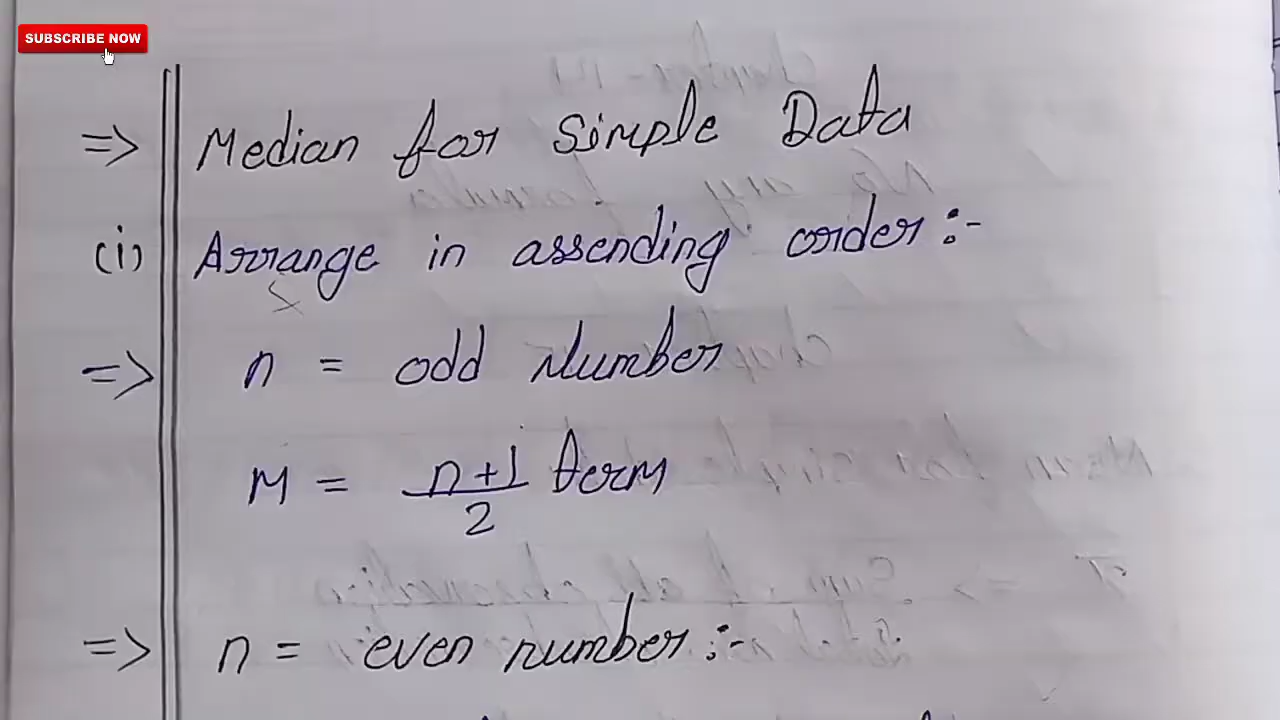 SUBSCRIBE NOW
=> Median for Simple Data
(i) Arrange in assending order :-
=> n = odd Number
M = n+1/2 term
=> n = even number :-